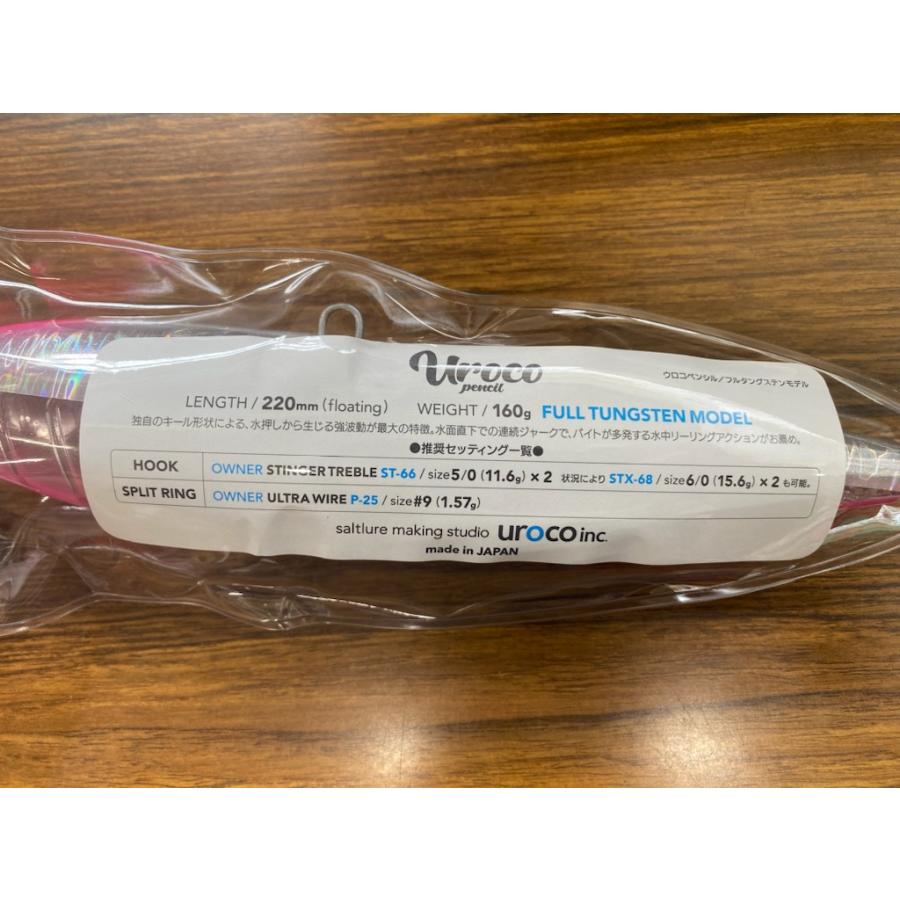 Uroco
pencil
ウロコペンシル/フルタングステンモデル
LENGTH / 220mm (floating) WEIGHT / 160g FULL TUNGSTEN MODEL
独自のキール形状による、水押しから生じる強波動が最大の特徴。水面直下での連続ジャークで、バイトが多発する水中リーリングアクションがお薦め。
●推奨セッティング一覧●
HOOK OWNER STINGER TREBLE ST-66 / size 5/0 (11.6g) × 2 状況により STX-68 / size 6/0 (15.6g) × 2 も可能。
SPLIT RING OWNER ULTRA WIRE P-25 / size #9 (1.57g)
saltlure making studio uroco inc.
made in JAPAN